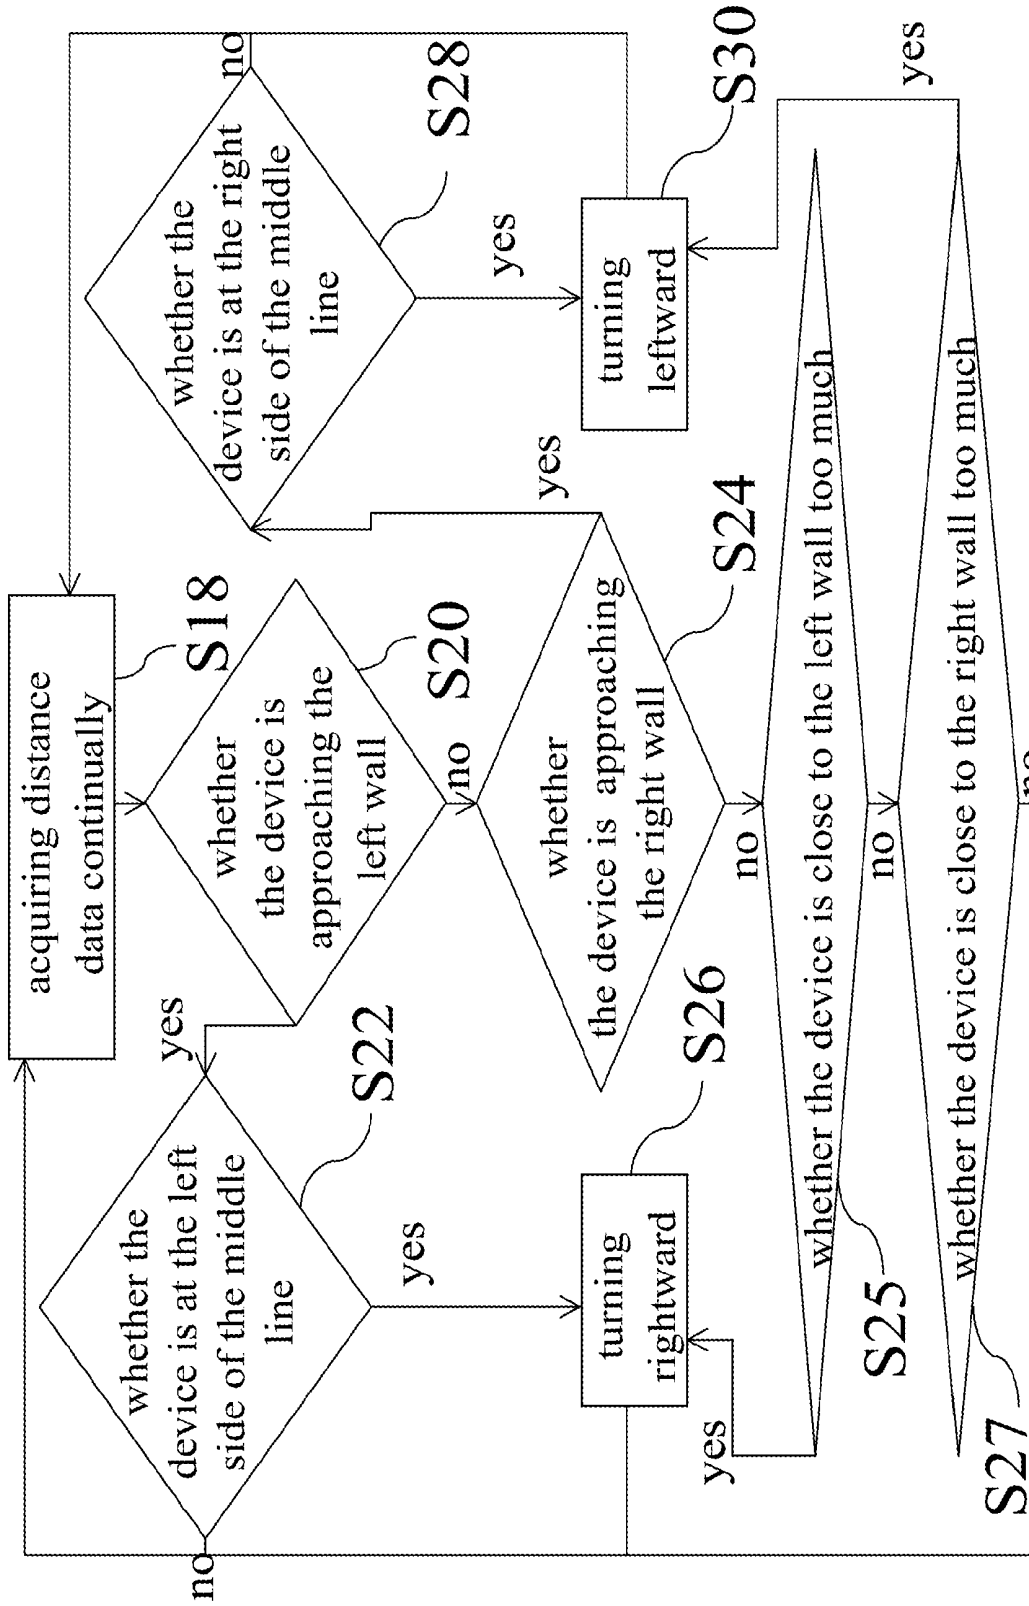 acquiring distance
data continually
S18
whether
the device is
approaching the
left wall
S20
yes
no
whether the
device is at the left
side of the middle
line
S22
no
yes
whether
the device is approaching
the right wall
S24
yes
no
whether the
device is at the right
side of the middle
line
S28
no
yes
turning
rightward
S26
turning
leftward
S30
whether the device is close to the left wall too much
S25
yes
no
whether the device is close to the right wall too much
S27
yes
no